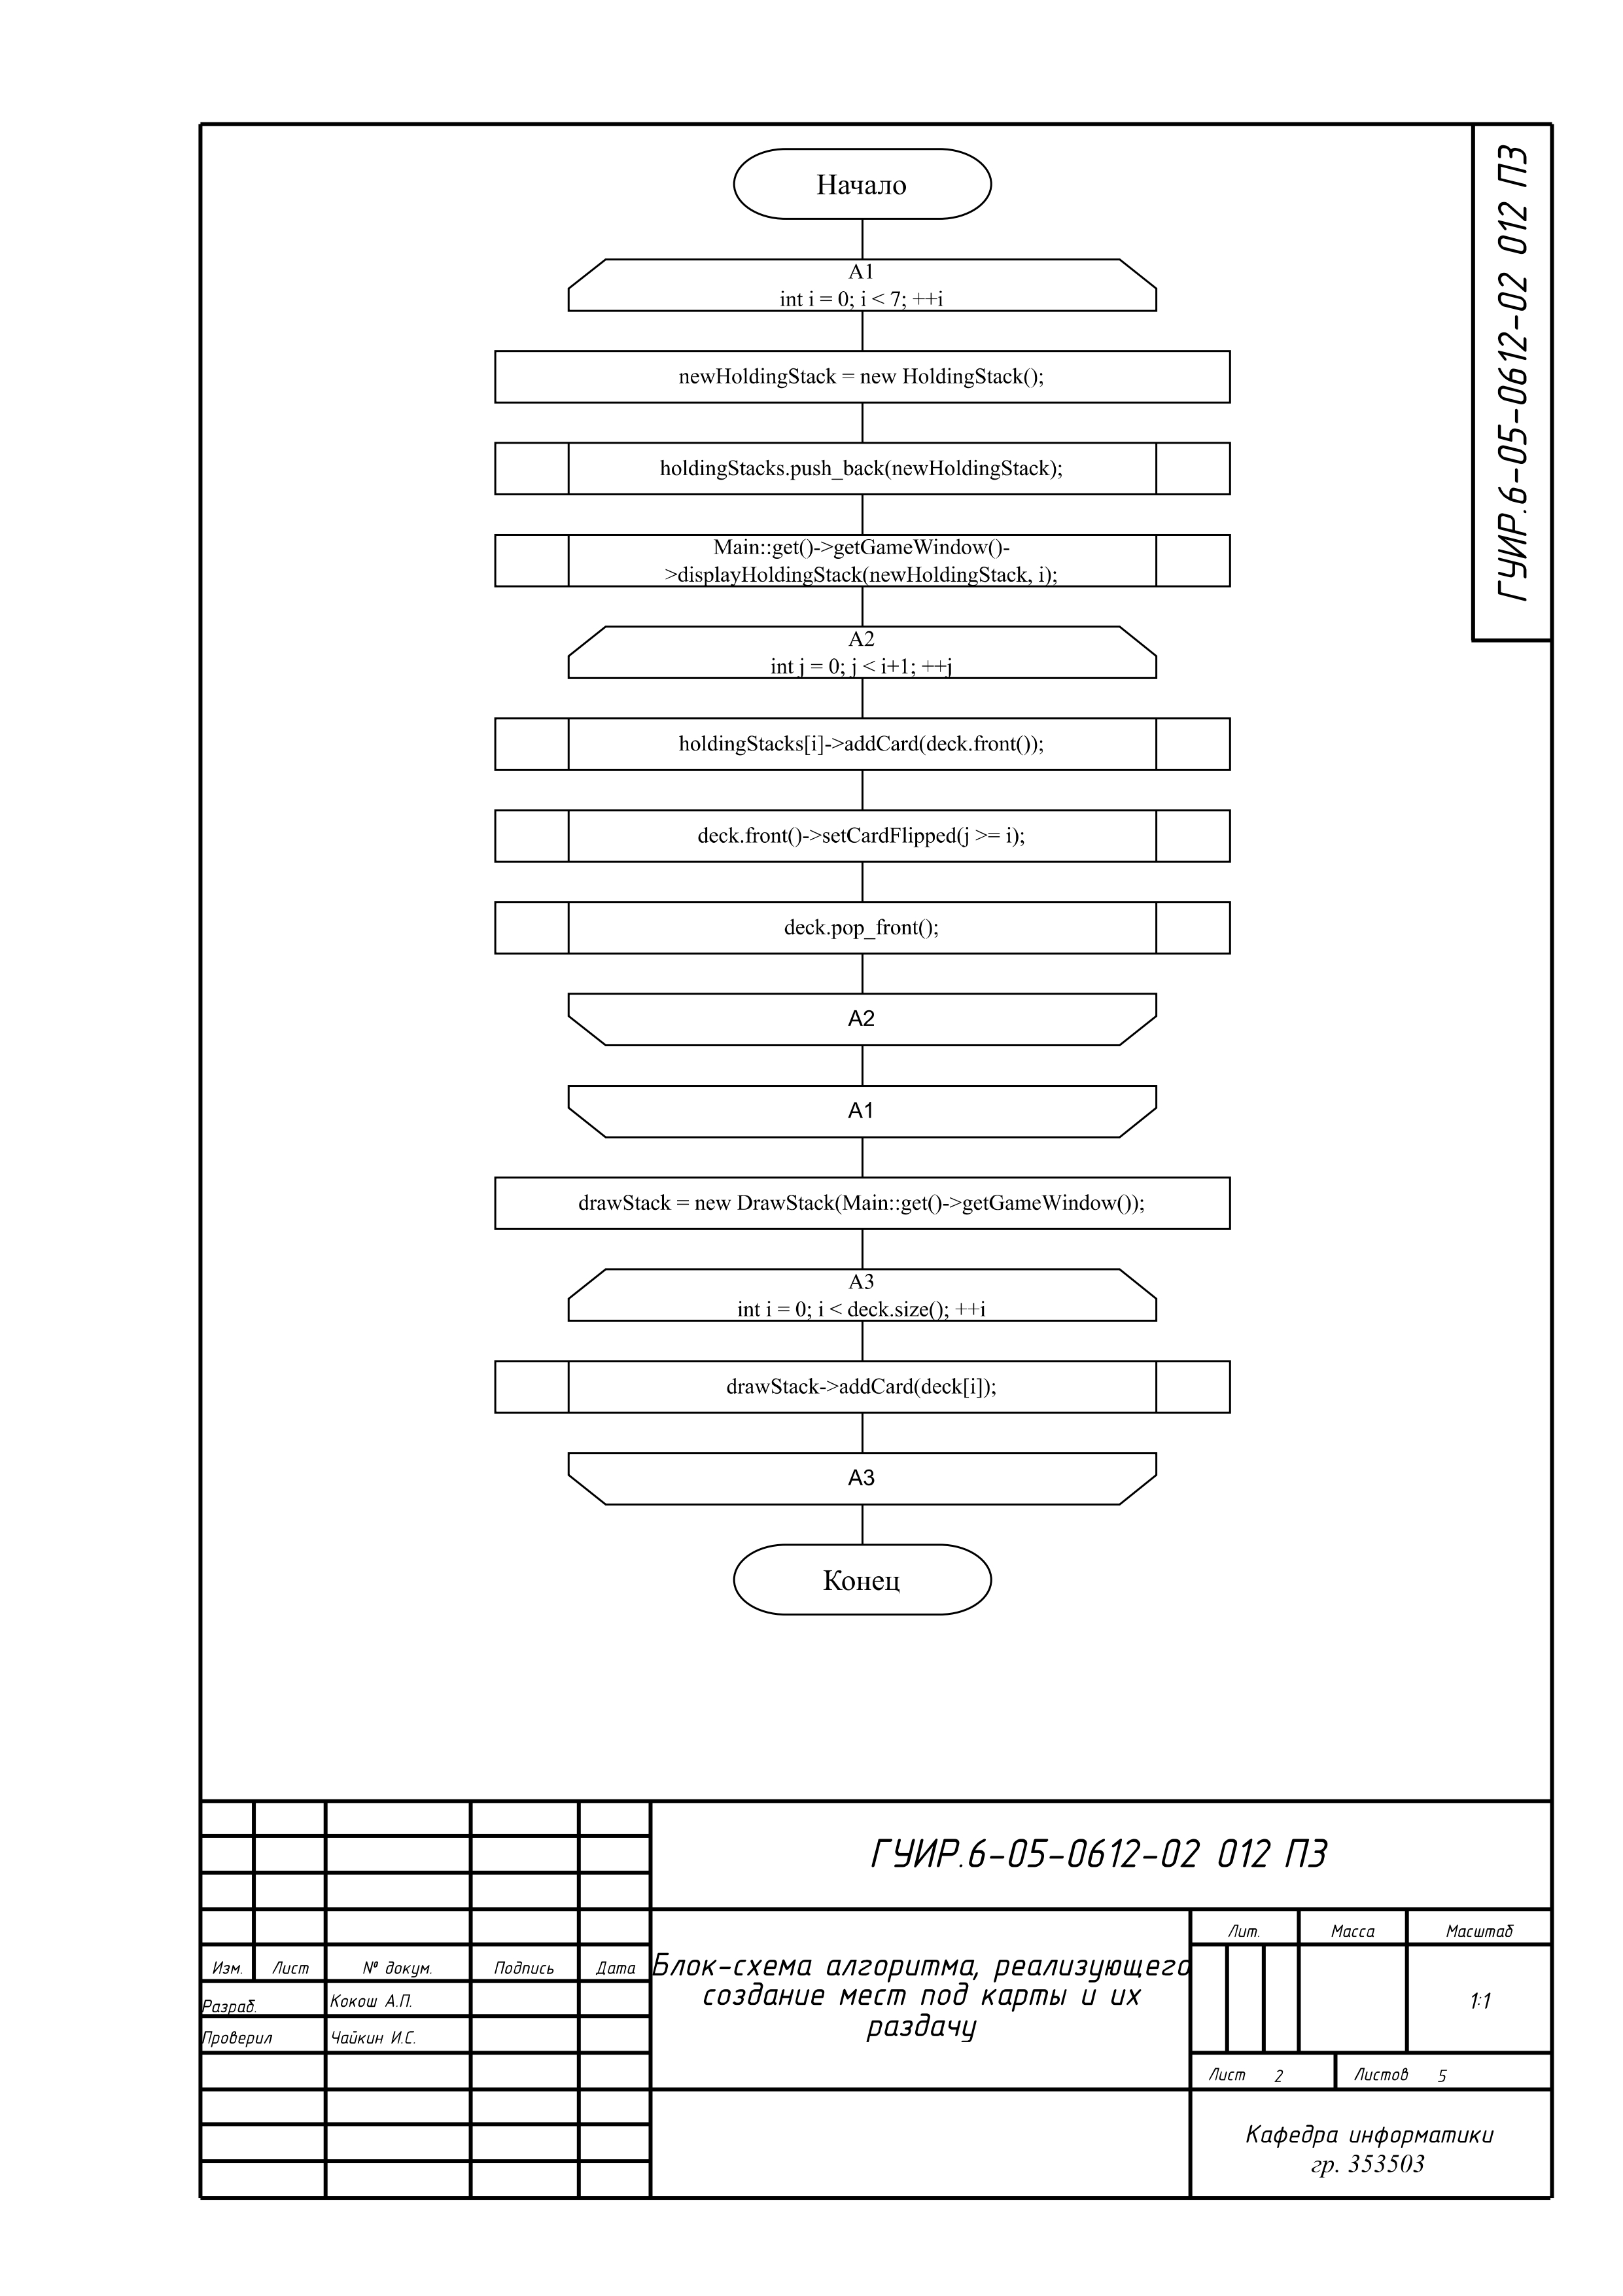 ГУИР.6-05-0612-02 012 ПЗ
Начало
A1
int i = 0; i < 7; ++i
newHoldingStack = new HoldingStack();
holdingStacks.push_back(newHoldingStack);
Main::get()->getGameWindow()-
>displayHoldingStack(newHoldingStack, i);
A2
int j = 0; j < i+1; ++j
holdingStacks[i]->addCard(deck.front());
deck.front()->setCardFlipped(j >= i);
deck.pop_front();
A2
A1
drawStack = new DrawStack(Main::get()->getGameWindow());
A3
int i = 0; i < deck.size(); ++i
drawStack->addCard(deck[i]);
A3
Конец
ГУИР.6-05-0612-02 012 ПЗ
Изм. Лист № докум. Подпись Дата
Разраб. Кокош А.П.
Проверил Чайкин И.С.
Блок-схема алгоритма, реализующего
создание мест под карты и их
раздачу
Лит. Масса Масштаб
1:1
Лист 2 Листов 5
Кафедра информатики
гр. 353503